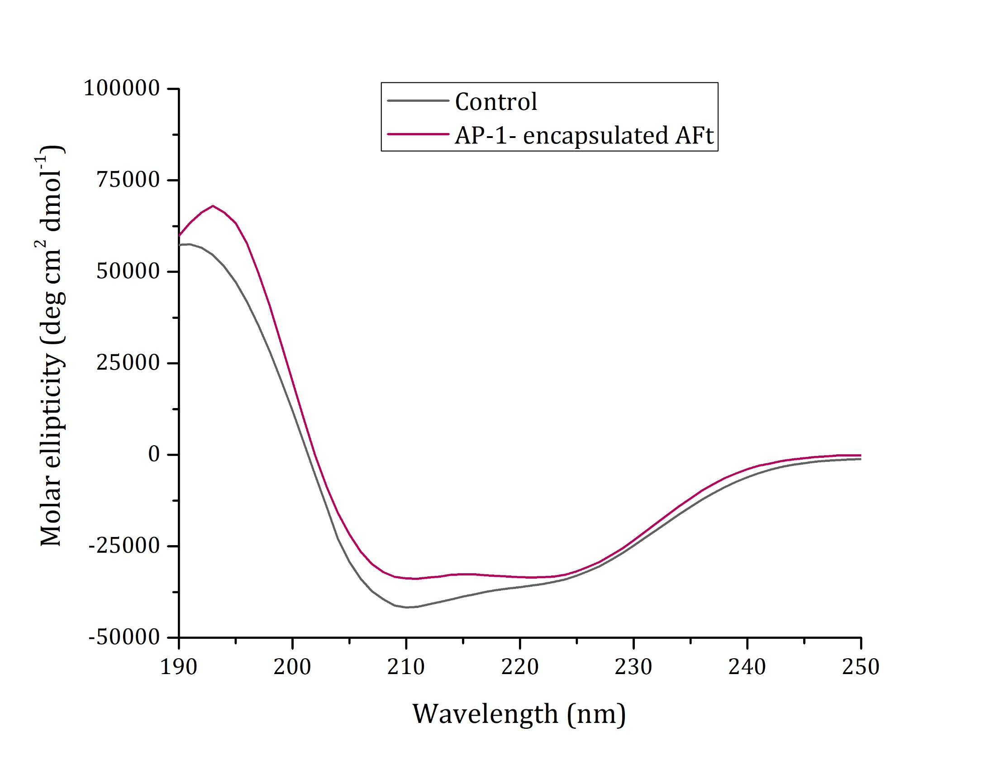 Control
AP-1- encapsulated AFt
100000
75000
50000
25000
0
-25000
-50000
Molar ellipticity (deg cm² dmol⁻¹)
190 200 210 220 230 240 250
Wavelength (nm)